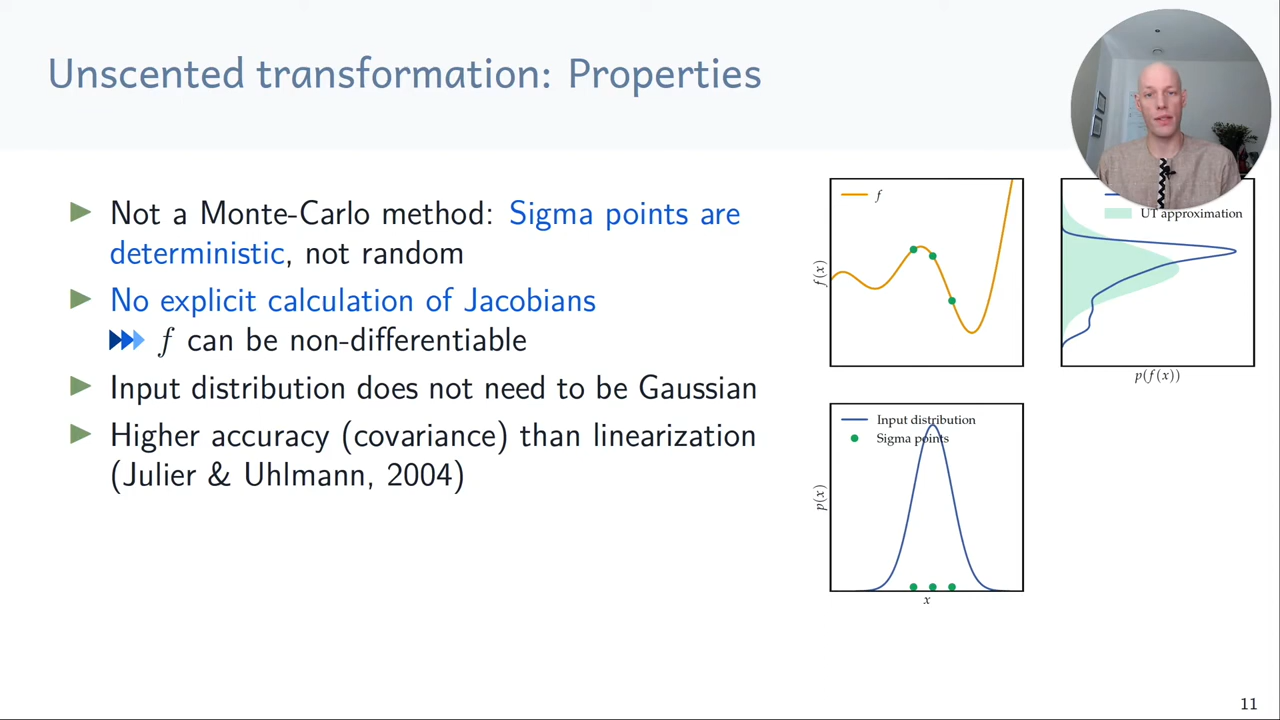 Unscented transformation: Properties
Not a Monte-Carlo method: Sigma points are
deterministic, not random
No explicit calculation of Jacobians
f can be non-differentiable
Input distribution does not need to be Gaussian
Higher accuracy (covariance) than linearization
(Julier & Uhlmann, 2004)
f
f(x)
UT approximation
p(f(x))
Input distribution
Sigma points
p(x)
x
11